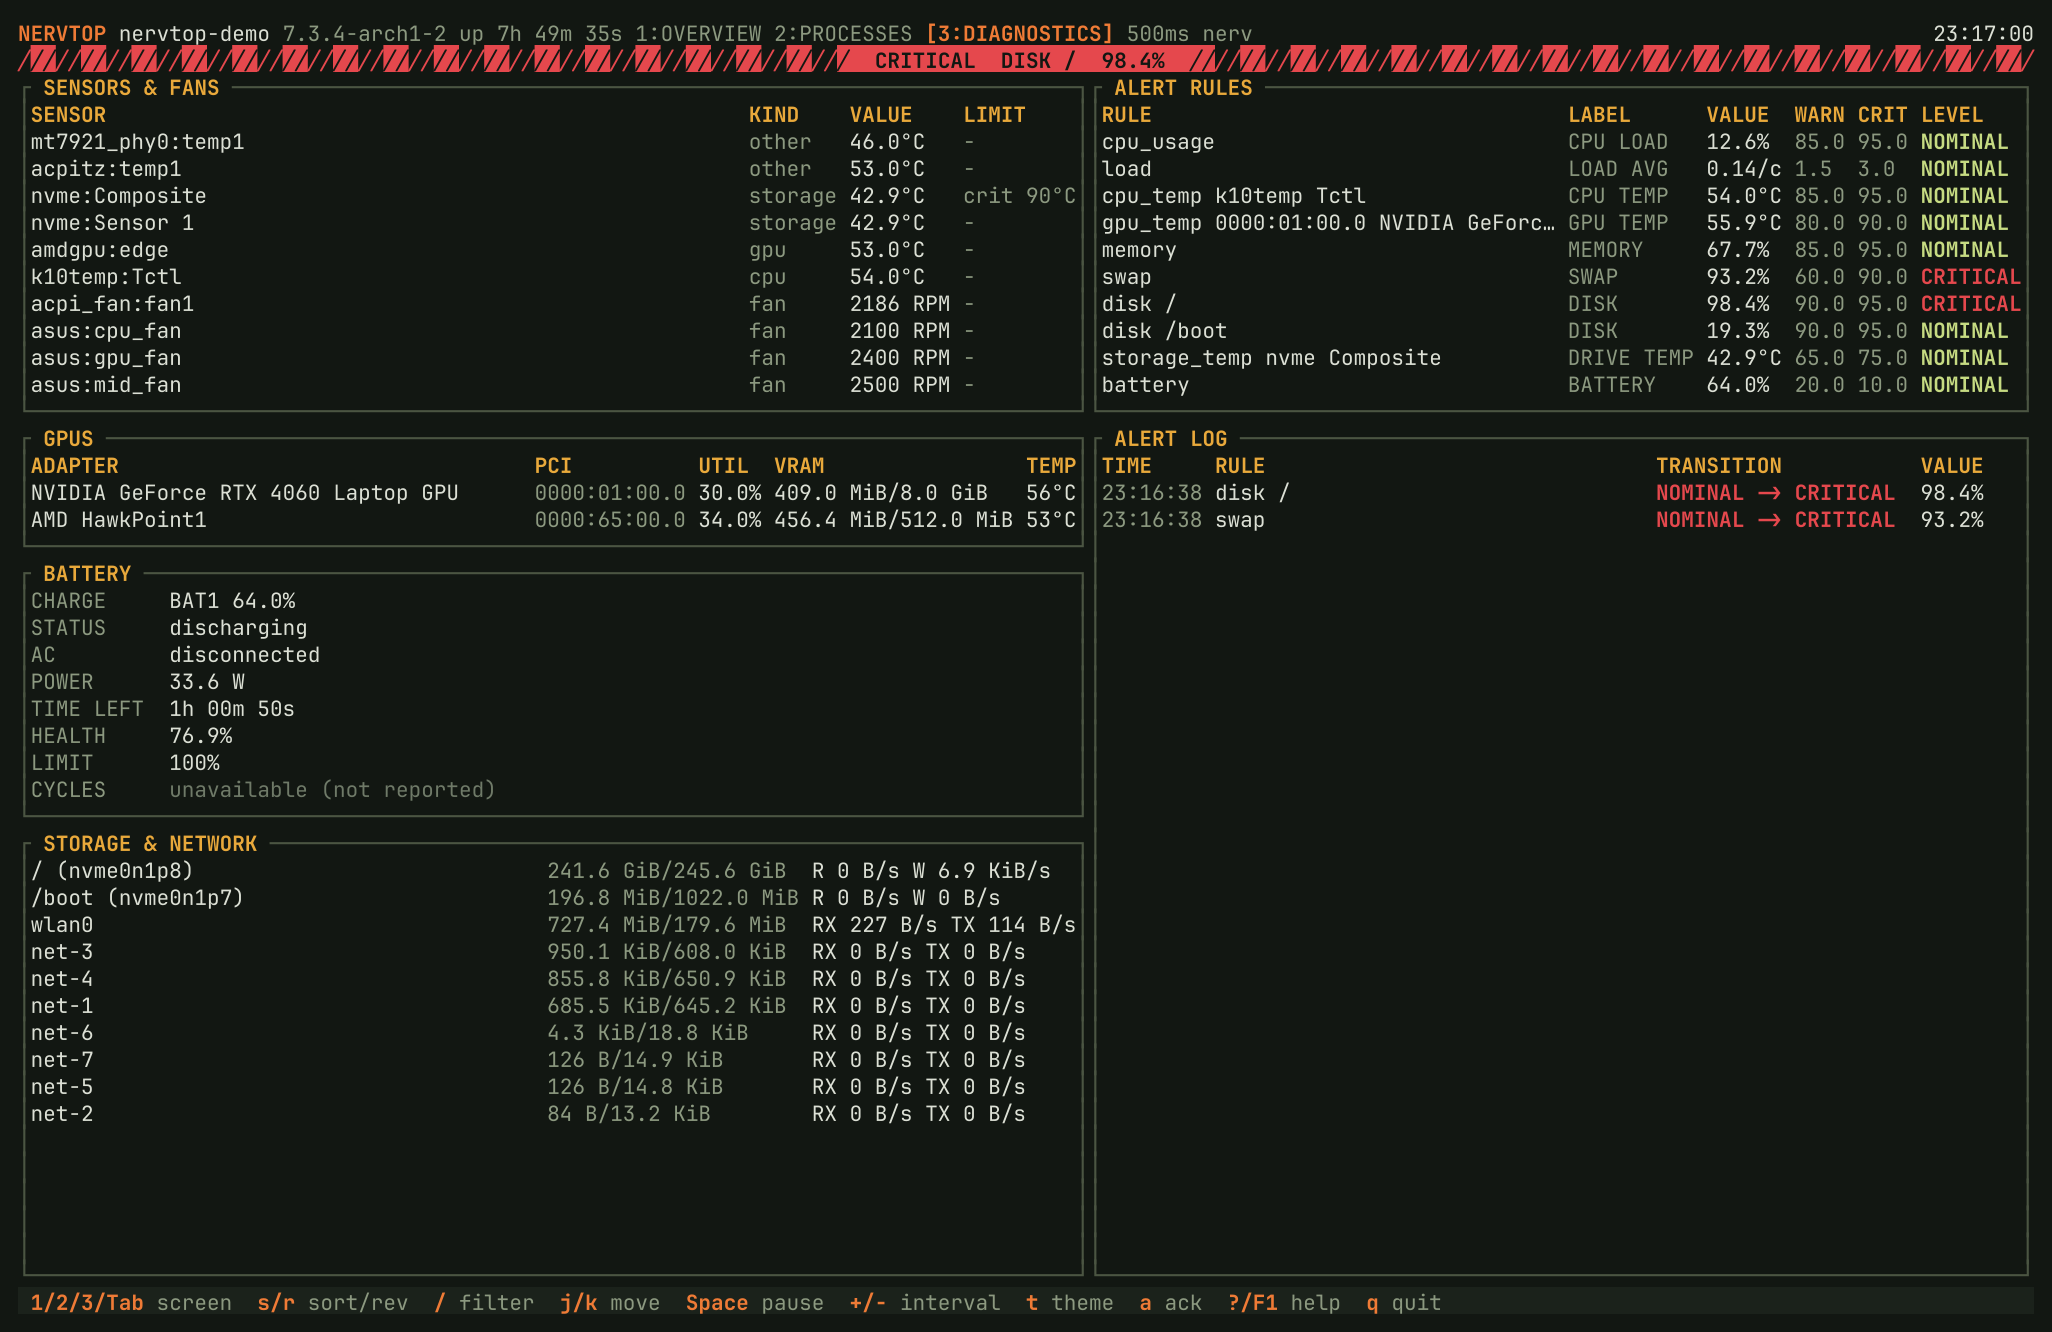 NERVTOP nervtop-demo 7.3.4-arch1-2 up 7h 49m 35s 1:OVERVIEW 2:PROCESSES [3:DIAGNOSTICS] 500ms nerv 23:17:00
CRITICAL DISK / 98.4%
SENSORS & FANS
SENSOR KIND VALUE LIMIT
mt7921_phy0:temp1 other 46.0°C -
acpitz:temp1 other 53.0°C -
nvme:Composite storage 42.9°C crit 90°C
nvme:Sensor 1 storage 42.9°C -
amdgpu:edge gpu 53.0°C -
k10temp:Tctl cpu 54.0°C -
acpi_fan:fan1 fan 2186 RPM -
asus:cpu_fan fan 2100 RPM -
asus:gpu_fan fan 2400 RPM -
asus:mid_fan fan 2500 RPM -
ALERT RULES
RULE LABEL VALUE WARN CRIT LEVEL
cpu_usage CPU LOAD 12.6% 85.0 95.0 NOMINAL
load LOAD AVG 0.14/c 1.5 3.0 NOMINAL
cpu_temp k10temp Tctl CPU TEMP 54.0°C 85.0 95.0 NOMINAL
gpu_temp 0000:01:00.0 NVIDIA GeForc… GPU TEMP 55.9°C 80.0 90.0 NOMINAL
memory MEMORY 67.7% 85.0 95.0 NOMINAL
swap SWAP 93.2% 60.0 90.0 CRITICAL
disk / DISK 98.4% 90.0 95.0 CRITICAL
disk /boot DISK 19.3% 90.0 95.0 NOMINAL
storage_temp nvme Composite DRIVE TEMP 42.9°C 65.0 75.0 NOMINAL
battery BATTERY 64.0% 20.0 10.0 NOMINAL
GPUS
ADAPTER PCI UTIL VRAM TEMP
NVIDIA GeForce RTX 4060 Laptop GPU 0000:01:00.0 30.0% 409.0 MiB/8.0 GiB 56°C
AMD HawkPoint1 0000:65:00.0 34.0% 456.4 MiB/512.0 MiB 53°C
ALERT LOG
TIME RULE TRANSITION VALUE
23:16:38 disk / NOMINAL → CRITICAL 98.4%
23:16:38 swap NOMINAL → CRITICAL 93.2%
BATTERY
CHARGE BAT1 64.0%
STATUS discharging
AC disconnected
POWER 33.6 W
TIME LEFT 1h 00m 50s
HEALTH 76.9%
LIMIT 100%
CYCLES unavailable (not reported)
STORAGE & NETWORK
/ (nvme0n1p8) 241.6 GiB/245.6 GiB R 0 B/s W 6.9 KiB/s
/boot (nvme0n1p7) 196.8 MiB/1022.0 MiB R 0 B/s W 0 B/s
wlan0 727.4 MiB/179.6 MiB RX 227 B/s TX 114 B/s
net-3 950.1 KiB/608.0 KiB RX 0 B/s TX 0 B/s
net-4 855.8 KiB/650.9 KiB RX 0 B/s TX 0 B/s
net-1 685.5 KiB/645.2 KiB RX 0 B/s TX 0 B/s
net-6 4.3 KiB/18.8 KiB RX 0 B/s TX 0 B/s
net-7 126 B/14.9 KiB RX 0 B/s TX 0 B/s
net-5 126 B/14.8 KiB RX 0 B/s TX 0 B/s
net-2 84 B/13.2 KiB RX 0 B/s TX 0 B/s
1/2/3/Tab screen s/r sort/rev / filter j/k move Space pause +/- interval t theme a ack ?/F1 help q quit